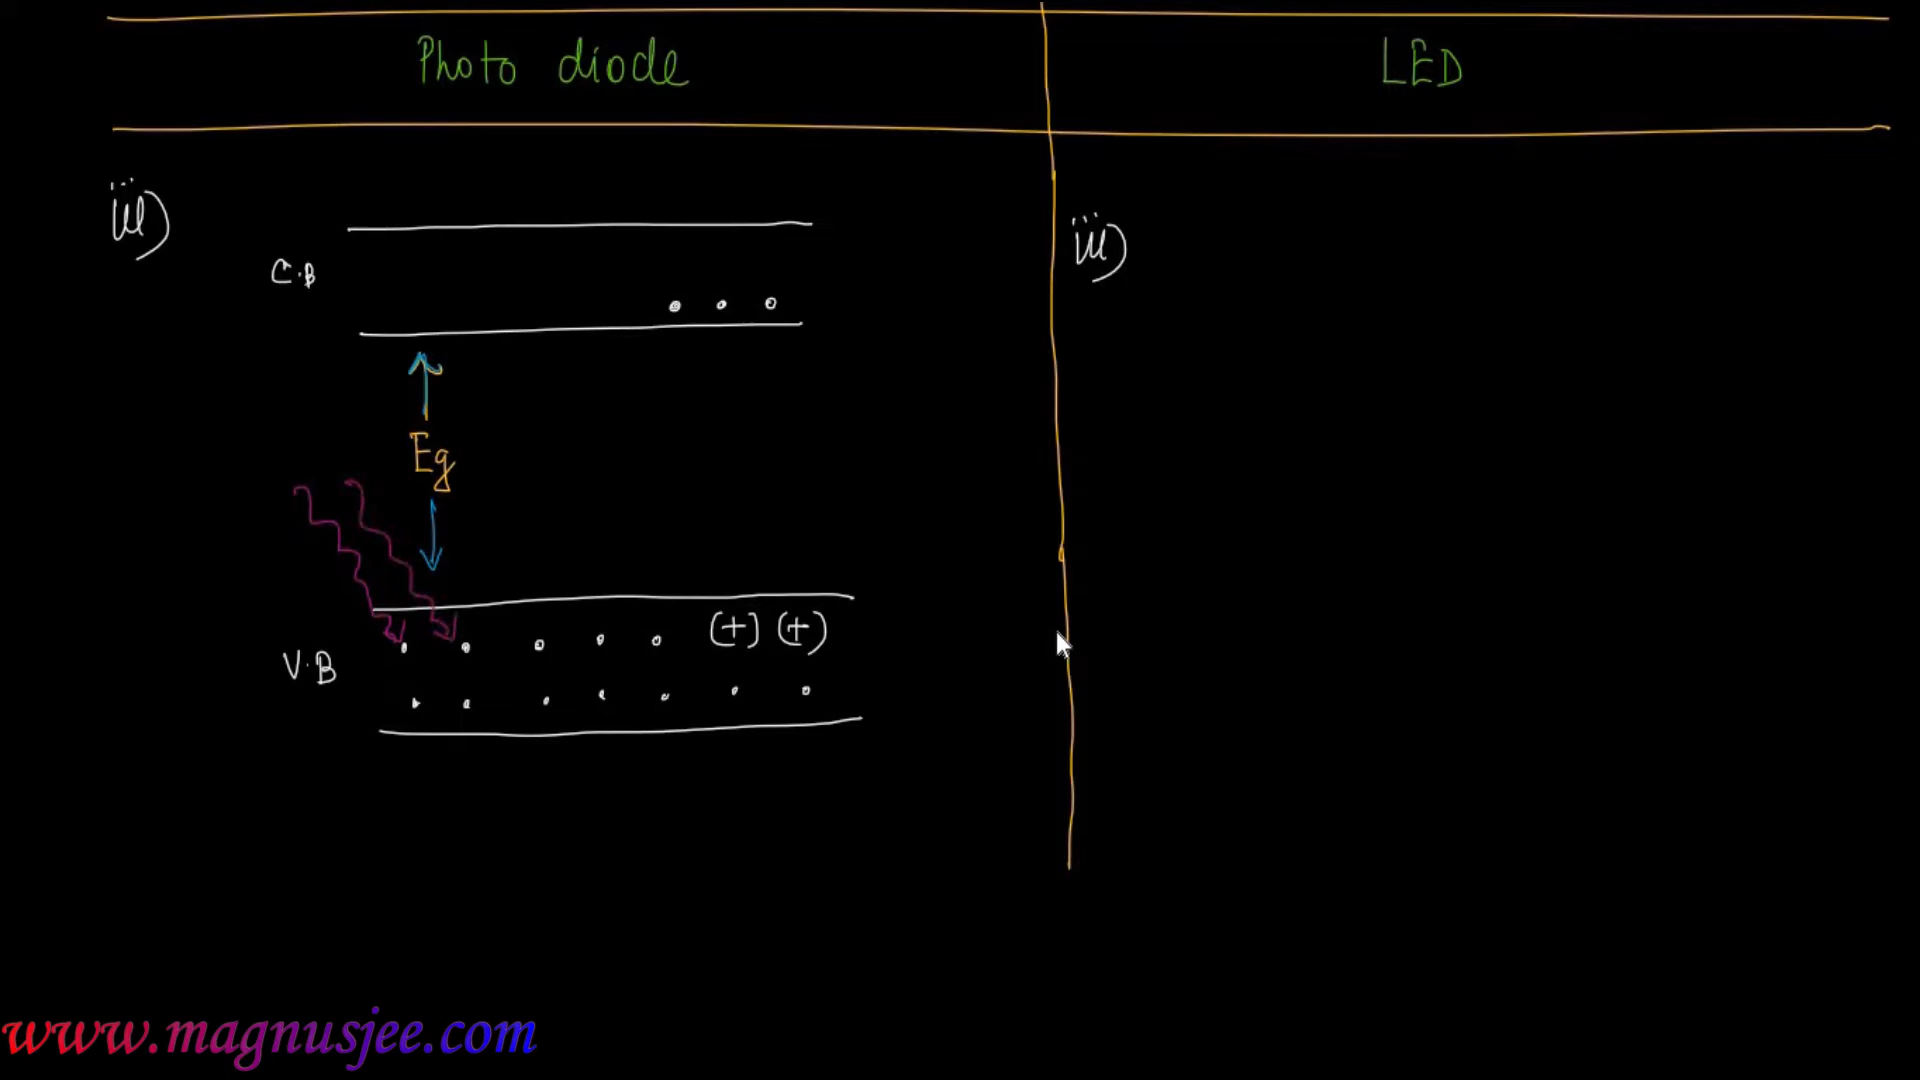 Photo diode
LED
iii)
C.B
iii)
Eg
(+) (+)
V.B
www.magnusjee.com